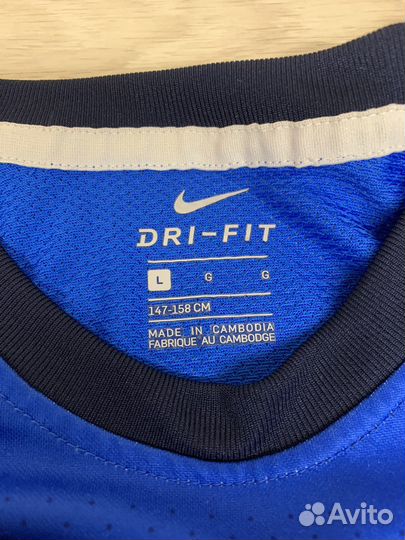 DRI-FIT
L G G
147-158 CM
MADE IN CAMBODIA
FABRIQUE AU CAMBODGE
Avito